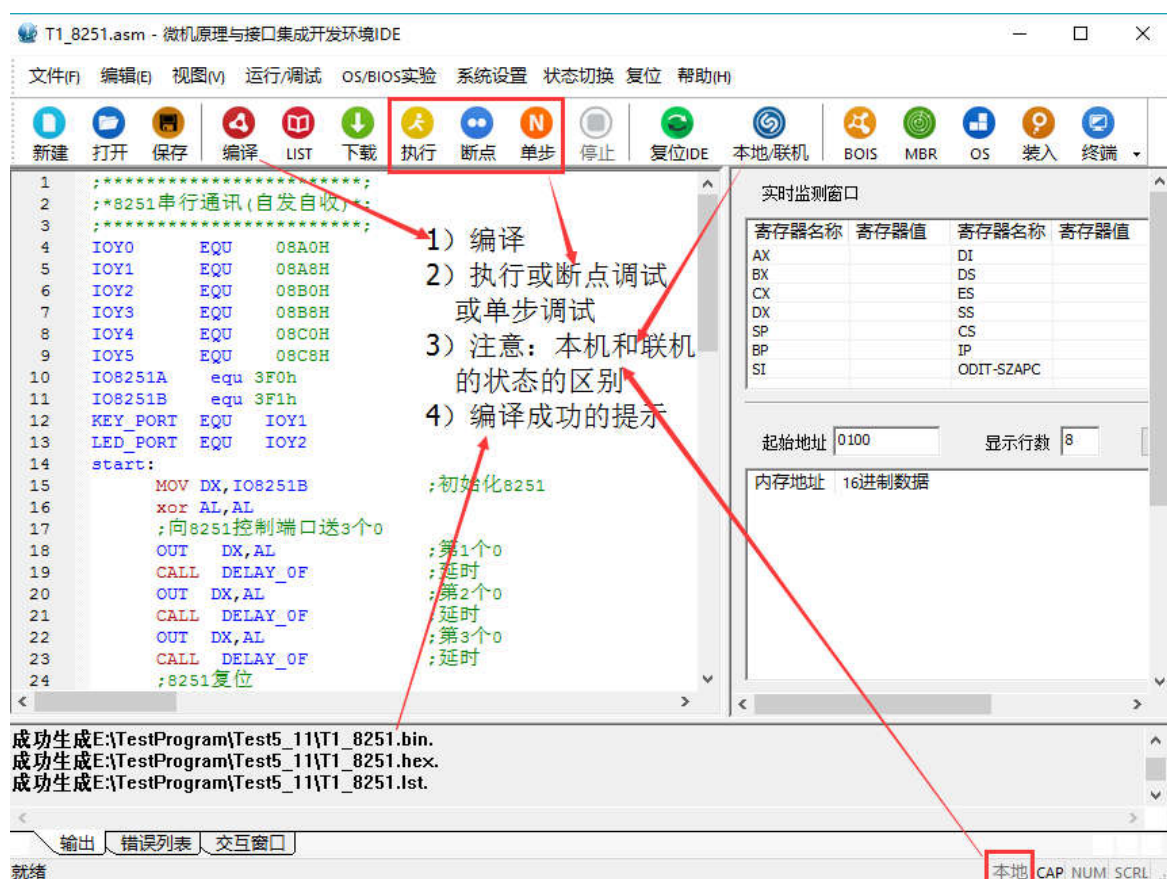 T1_8251.asm - 微机原理与接口集成开发环境IDE
文件(F) 编辑(E) 视图(V) 运行/调试 OS/BIOS实验 系统设置 状态切换 复位 帮助(H)
新建 打开 保存 编译 LIST 下载 执行 断点 单步 停止 复位IDE 本地/联机 BOIS MBR OS 装入 终端
1 ;************************;
2 ;*8251串行通讯(自发自收)*;
3 ;************************;
4 IOY0 EQU 08A0H
5 IOY1 EQU 08A8H
6 IOY2 EQU 08B0H
7 IOY3 EQU 08B8H
8 IOY4 EQU 08C0H
9 IOY5 EQU 08C8H
10 IO8251A equ 3F0h
11 IO8251B equ 3F1h
12 KEY_PORT EQU IOY1
13 LED_PORT EQU IOY2
14 start:
15 MOV DX,IO8251B ;初始化8251
16 xor AL,AL
17 ;向8251控制端口送3个0
18 OUT DX,AL ;第1个0
19 CALL DELAY_0F ;延时
20 OUT DX,AL ;第2个0
21 CALL DELAY_0F ;延时
22 OUT DX,AL ;第3个0
23 CALL DELAY_0F ;延时
24 ;8251复位
1）编译
2）执行或断点调试
或单步调试
3）注意：本机和联机
的状态的区别
4）编译成功的提示
实时监测窗口
寄存器名称 寄存器值 寄存器名称 寄存器值
AX DI
BX DS
CX ES
DX SS
SP CS
BP IP
SI ODIT-SZAPC
起始地址 0100 显示行数 8
内存地址 16进制数据
成功生成E:\TestProgram\Test5_11\T1_8251.bin.
成功生成E:\TestProgram\Test5_11\T1_8251.hex.
成功生成E:\TestProgram\Test5_11\T1_8251.lst.
输出 错误列表 交互窗口
就绪 本地 CAP NUM SCRL